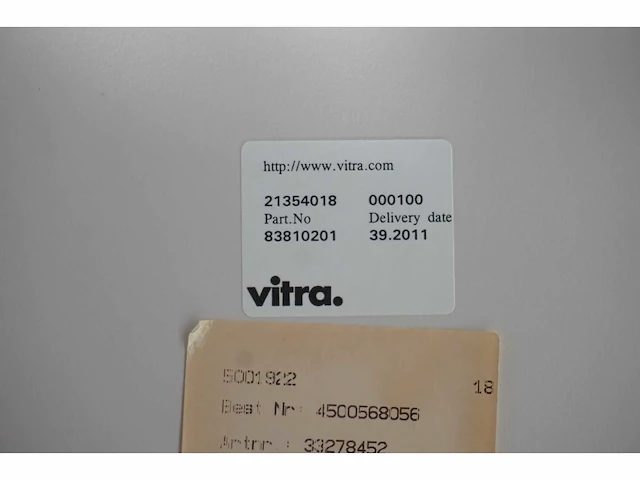 http://www.vitra.com
21354018 000100
Part.No Delivery date
83810201 39.2011
vitra.
5001922 18
Best Nr: 4500568056
Artnr.: 33278452